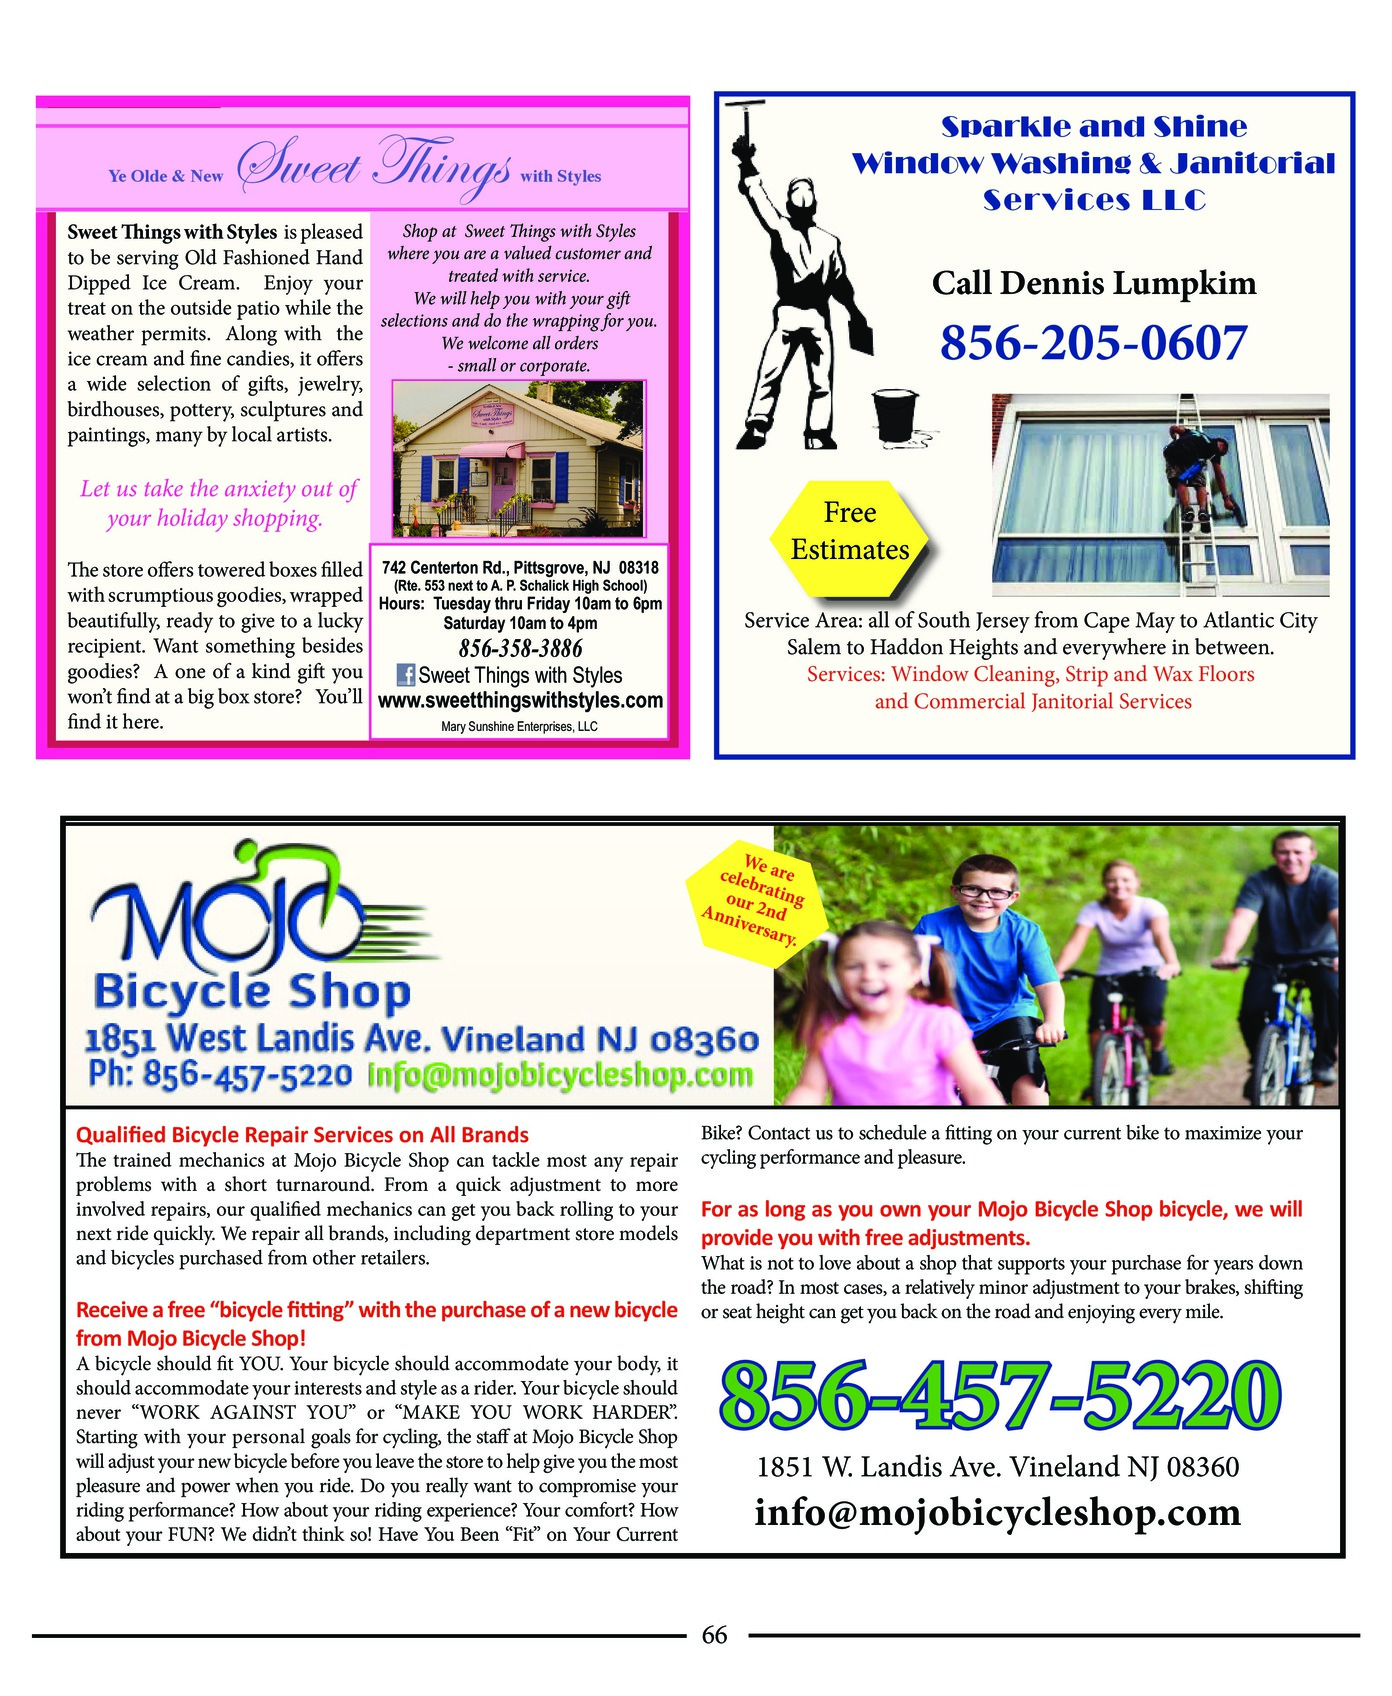 Ye Olde & New Sweet Things with Styles
Sweet Things with Styles is pleased
to be serving Old Fashioned Hand
Dipped Ice Cream. Enjoy your
treat on the outside patio while the
weather permits. Along with the
ice cream and fine candies, it offers
a wide selection of gifts, jewelry,
birdhouses, pottery, sculptures and
paintings, many by local artists.
Let us take the anxiety out of
your holiday shopping.
The store offers towered boxes filled
with scrumptious goodies, wrapped
beautifully, ready to give to a lucky
recipient. Want something besides
goodies? A one of a kind gift you
won't find at a big box store? You'll
find it here.
Shop at Sweet Things with Styles
where you are a valued customer and
treated with service.
We will help you with your gift
selections and do the wrapping for you.
We welcome all orders
- small or corporate.
Sweet Things
with Styles
742 Centerton Rd., Pittsgrove, NJ 08318
(Rte. 553 next to A. P. Schalick High School)
Hours: Tuesday thru Friday 10am to 6pm
Saturday 10am to 4pm
856-358-3886
f Sweet Things with Styles
www.sweetthingswithstyles.com
Mary Sunshine Enterprises, LLC
Sparkle and Shine
Window Washing & Janitorial
Services LLC
Call Dennis Lumpkim
856-205-0607
Free
Estimates
Service Area: all of South Jersey from Cape May to Atlantic City
Salem to Haddon Heights and everywhere in between.
Services: Window Cleaning, Strip and Wax Floors
and Commercial Janitorial Services
MOJO
Bicycle Shop
1851 West Landis Ave. Vineland NJ 08360
Ph: 856-457-5220 info@mojobicycleshop.com
We are
celebrating
our 2nd
Anniversary.
Qualified Bicycle Repair Services on All Brands
The trained mechanics at Mojo Bicycle Shop can tackle most any repair
problems with a short turnaround. From a quick adjustment to more
involved repairs, our qualified mechanics can get you back rolling to your
next ride quickly. We repair all brands, including department store models
and bicycles purchased from other retailers.
Receive a free “bicycle fitting” with the purchase of a new bicycle
from Mojo Bicycle Shop!
A bicycle should fit YOU. Your bicycle should accommodate your body, it
should accommodate your interests and style as a rider. Your bicycle should
never “WORK AGAINST YOU” or “MAKE YOU WORK HARDER”.
Starting with your personal goals for cycling, the staff at Mojo Bicycle Shop
will adjust your new bicycle before you leave the store to help give you the most
pleasure and power when you ride. Do you really want to compromise your
riding performance? How about your riding experience? Your comfort? How
about your FUN? We didn't think so! Have You Been “Fit” on Your Current
Bike? Contact us to schedule a fitting on your current bike to maximize your
cycling performance and pleasure.
For as long as you own your Mojo Bicycle Shop bicycle, we will
provide you with free adjustments.
What is not to love about a shop that supports your purchase for years down
the road? In most cases, a relatively minor adjustment to your brakes, shifting
or seat height can get you back on the road and enjoying every mile.
856-457-5220
1851 W. Landis Ave. Vineland NJ 08360
info@mojobicycleshop.com
66